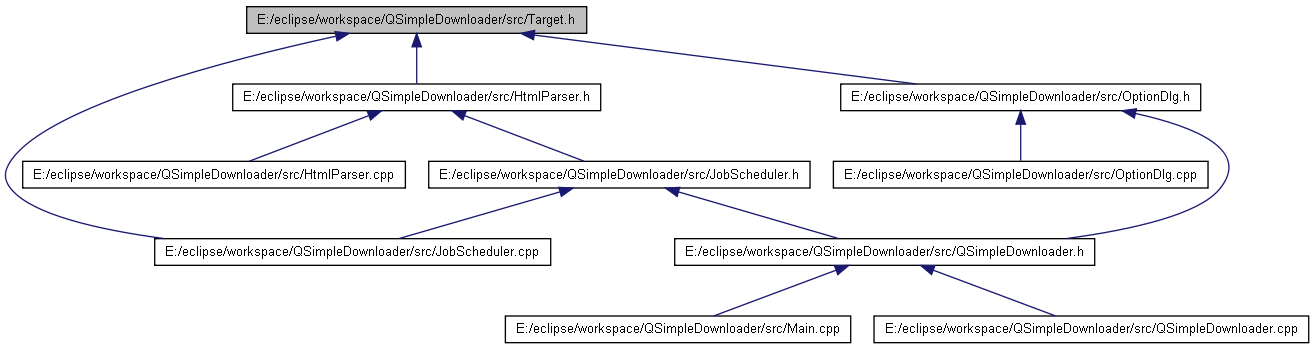 E:/eclipse/workspace/QSimpleDownloader/src/Target.h
E:/eclipse/workspace/QSimpleDownloader/src/HtmlParser.h
E:/eclipse/workspace/QSimpleDownloader/src/OptionDlg.h
E:/eclipse/workspace/QSimpleDownloader/src/HtmlParser.cpp
E:/eclipse/workspace/QSimpleDownloader/src/JobScheduler.h
E:/eclipse/workspace/QSimpleDownloader/src/OptionDlg.cpp
E:/eclipse/workspace/QSimpleDownloader/src/JobScheduler.cpp
E:/eclipse/workspace/QSimpleDownloader/src/QSimpleDownloader.h
E:/eclipse/workspace/QSimpleDownloader/src/Main.cpp
E:/eclipse/workspace/QSimpleDownloader/src/QSimpleDownloader.cpp